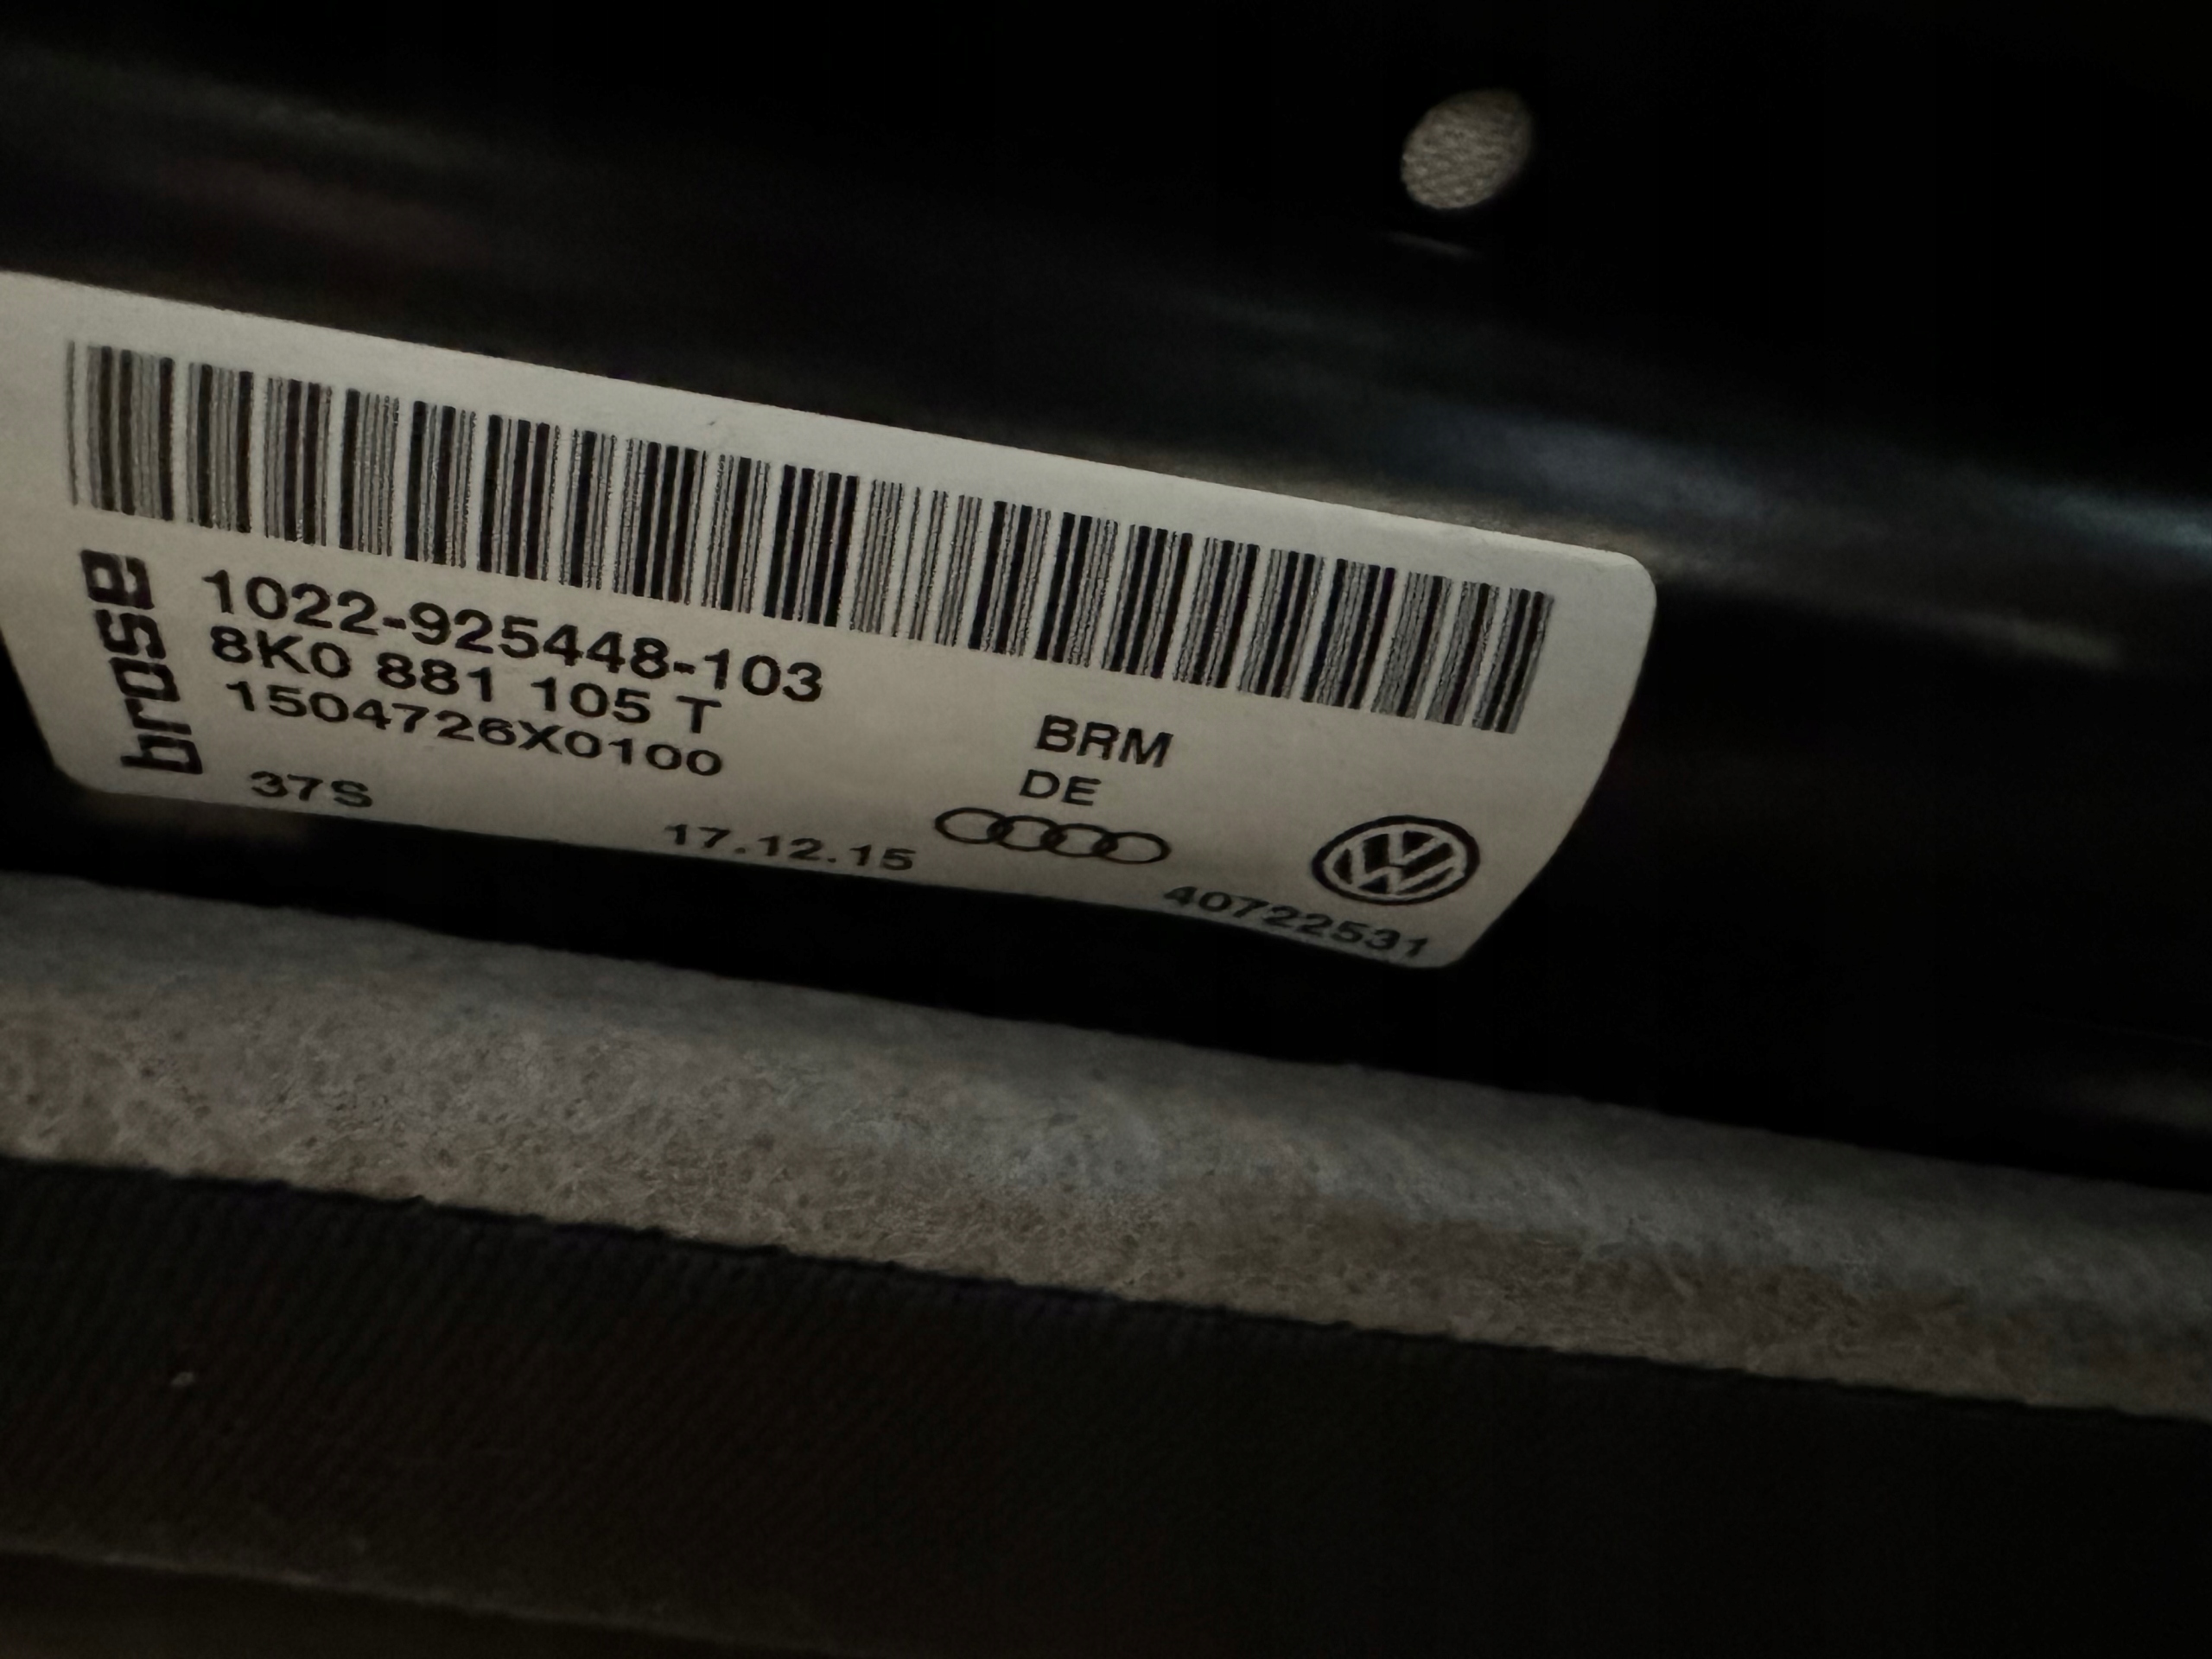 brose
1022-925448-103
8K0 881 105 T
1504726X0100
37S
17.12.15
BRM
DE
40722531